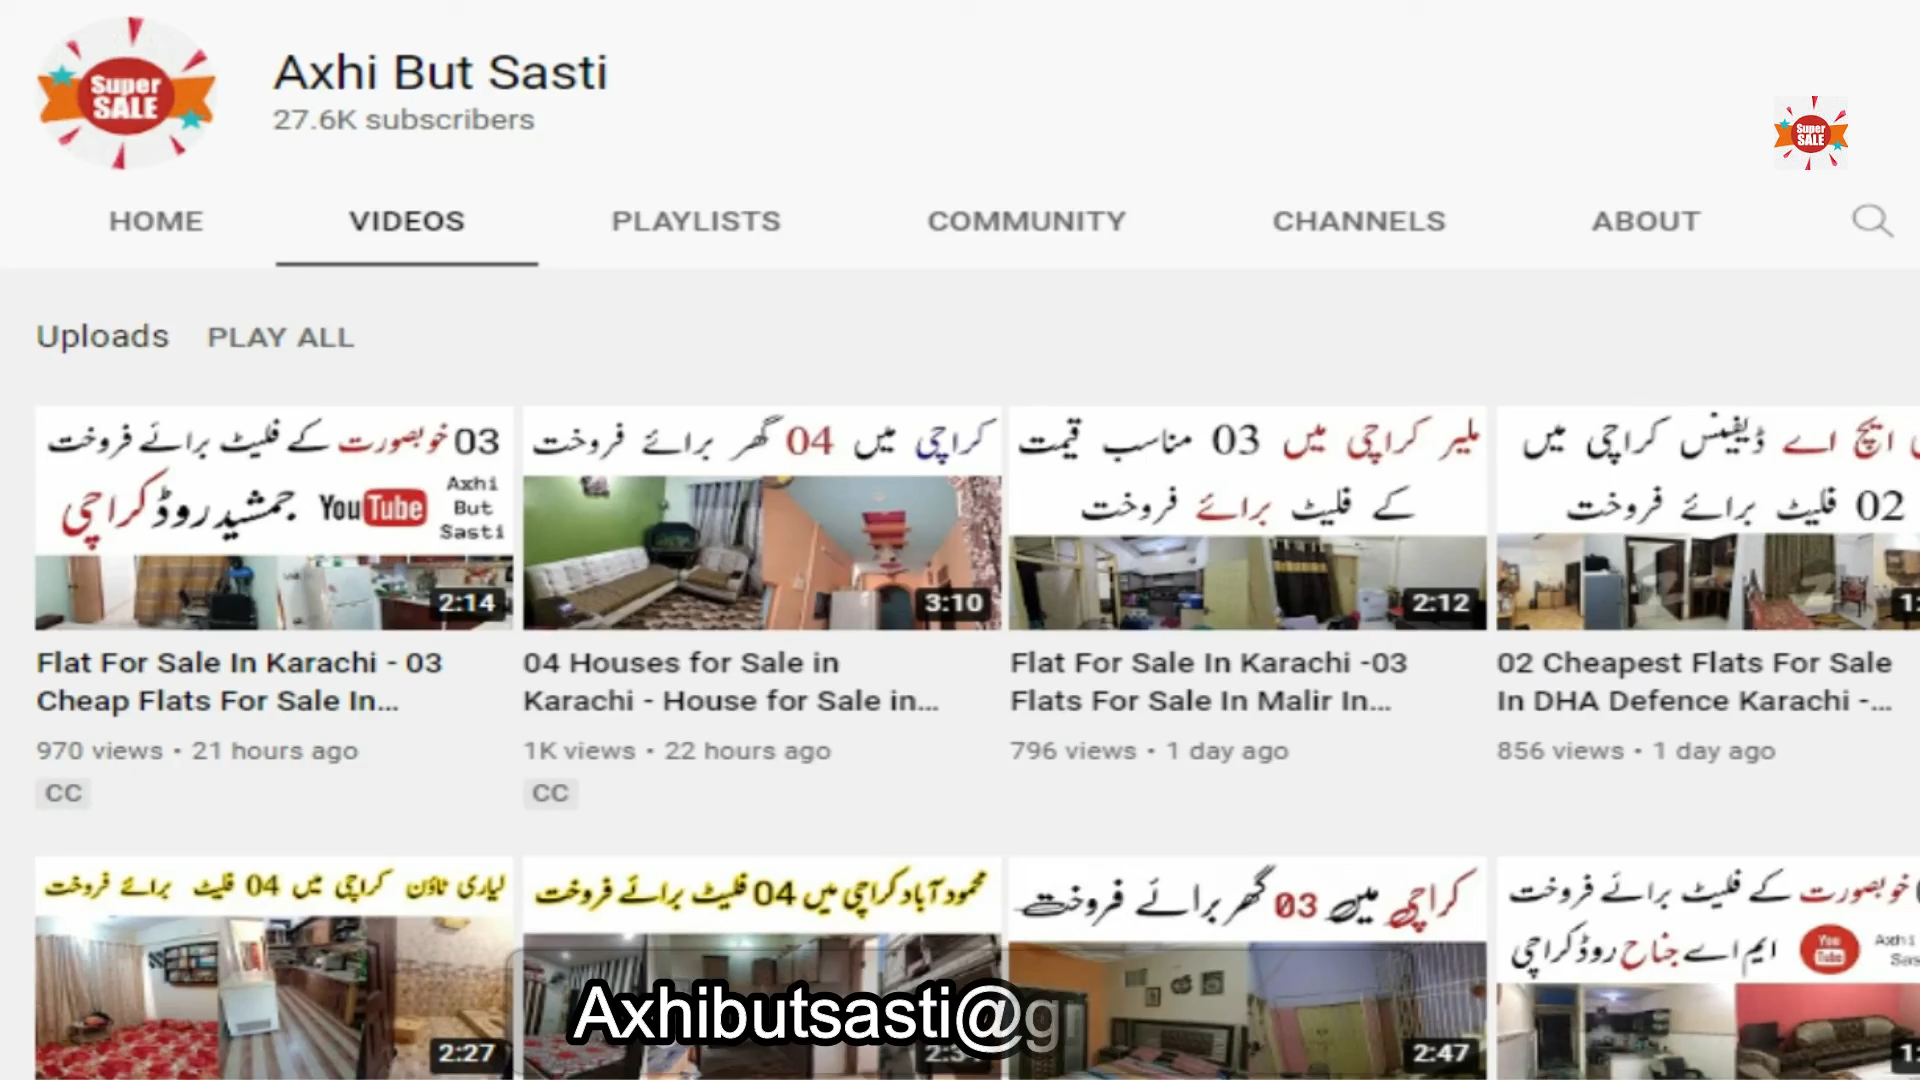 Super
SALE
Axhi But Sasti
27.6K subscribers
Super
SALE
HOME VIDEOS PLAYLISTS COMMUNITY CHANNELS ABOUT
Uploads PLAY ALL
03 خوبصورت کے فلیٹ برائے فروخت
جمشید روڈ کراچی
YouTube
Axhi
But
Sasti
2:14
Flat For Sale In Karachi - 03
Cheap Flats For Sale In...
970 views • 21 hours ago
CC
کراچی میں 04 گھر برائے فروخت
3:10
04 Houses for Sale in
Karachi - House for Sale in...
1K views • 22 hours ago
CC
ملیر کراچی میں 03 مناسب قیمت
کے فلیٹ برائے فروخت
2:12
Flat For Sale In Karachi -03
Flats For Sale In Malir In...
796 views • 1 day ago
ایچ اے ڈیفینس کراچی میں
02 فلیٹ برائے فروخت
02 Cheapest Flats For Sale
In DHA Defence Karachi -...
856 views • 1 day ago
لیاری ٹاؤن کراچی میں 04 فلیٹ برائے فروخت
2:27
محمود آباد کراچی میں 04 فلیٹ برائے فروخت
کراچی میں 03 گھر برائے فروخت
2:47
خوبصورت کے فلیٹ برائے فروخت
ایم اے جناح روڈ کراچی
You
Tube
Axhibutsasti@g